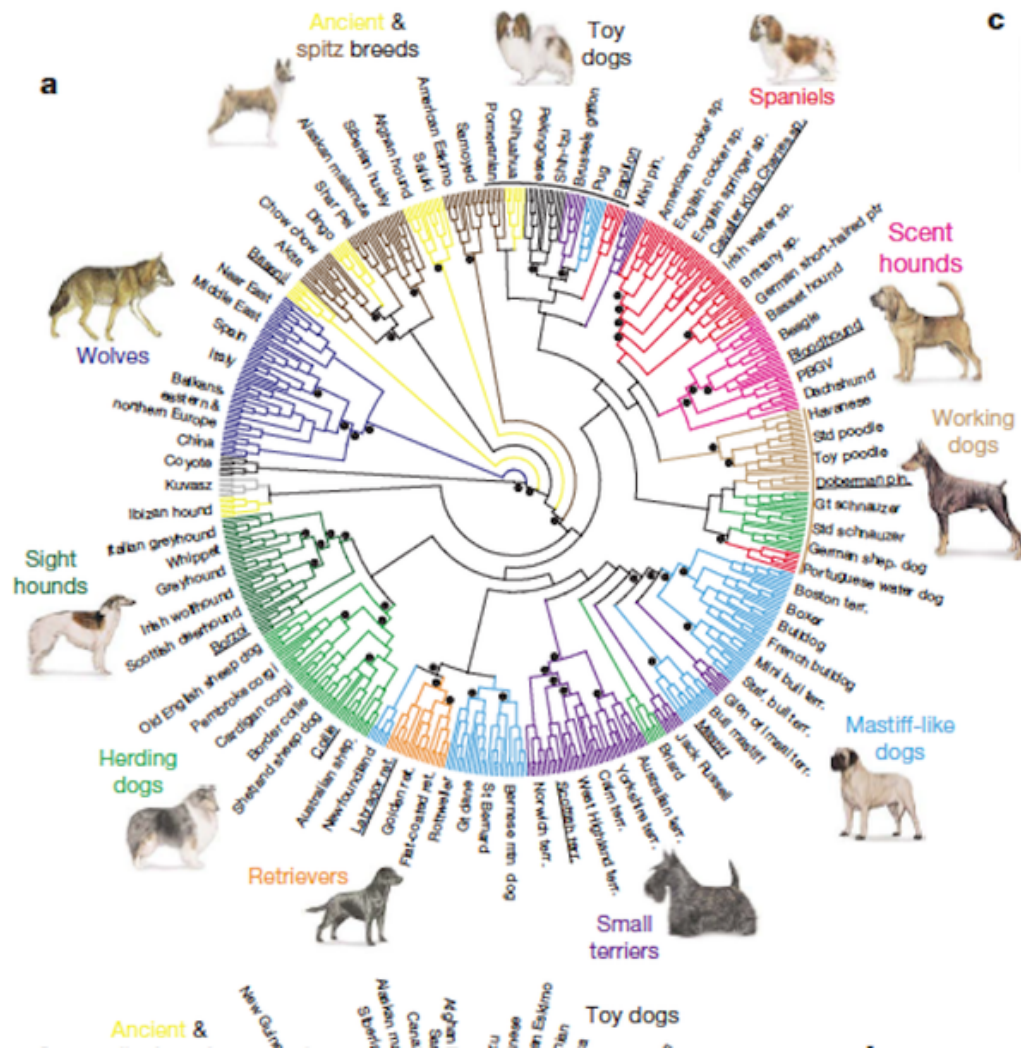 a
c
Ancient &
spitz breeds
Toy
dogs
Spaniels
Scent
hounds
Working
dogs
Mastiff-like
dogs
Small
terriers
Retrievers
Herding
dogs
Sight
hounds
Wolves
Basenji
Akita
Chow chow
Dingo
Shar Pei
Alaskan malamute
Siberian husky
Afghan hound
Saluki
American Eskimo
Samoyed
Pomeranian
Chihuahua
Pekingnese
Shih-tzu
Brussels griffon
Pug
Papillon
Mini pin.
American cocker sp.
English cocker sp.
English springer sp.
Cavalier King Charles sp.
Irish water sp.
Brittany sp.
German short-haired ptr
Basset hound
Beagle
Bloodhound
PBGV
Dachshund
Havanese
Std poodle
Toy poodle
Doberman pin.
Gt schnauzer
Std schnauzer
German shep. dog
Portuguese water dog
Boston terr.
Boxer
Bulldog
French bulldog
Mini bull terr.
Staf. bull terr.
Glen of Imaal terr.
Bull mastiff
Mastiff
Jack Russell
Briard
Australian terr.
Yorkshire terr.
Cairn terr.
West Highland terr.
Scottish terr.
Norwich terr.
Bernese mtn dog
St Bernard
Gt dane
Rottweiler
Flat-coated ret.
Golden ret.
Labrador ret.
Newfoundland
Australian shep.
Collie
Shetland sheep dog
Border collie
Cardigan corgi
Pembroke corgi
Old English sheep dog
Borzoi
Scottish deerhound
Irish wolfhound
Greyhound
Whippet
Italian greyhound
Ibizian hound
Kuvasz
Coyote
China
Balkans,
eastern &
northern Europe
Italy
Spain
Middle East
Near East
Ancient &
Toy dogs